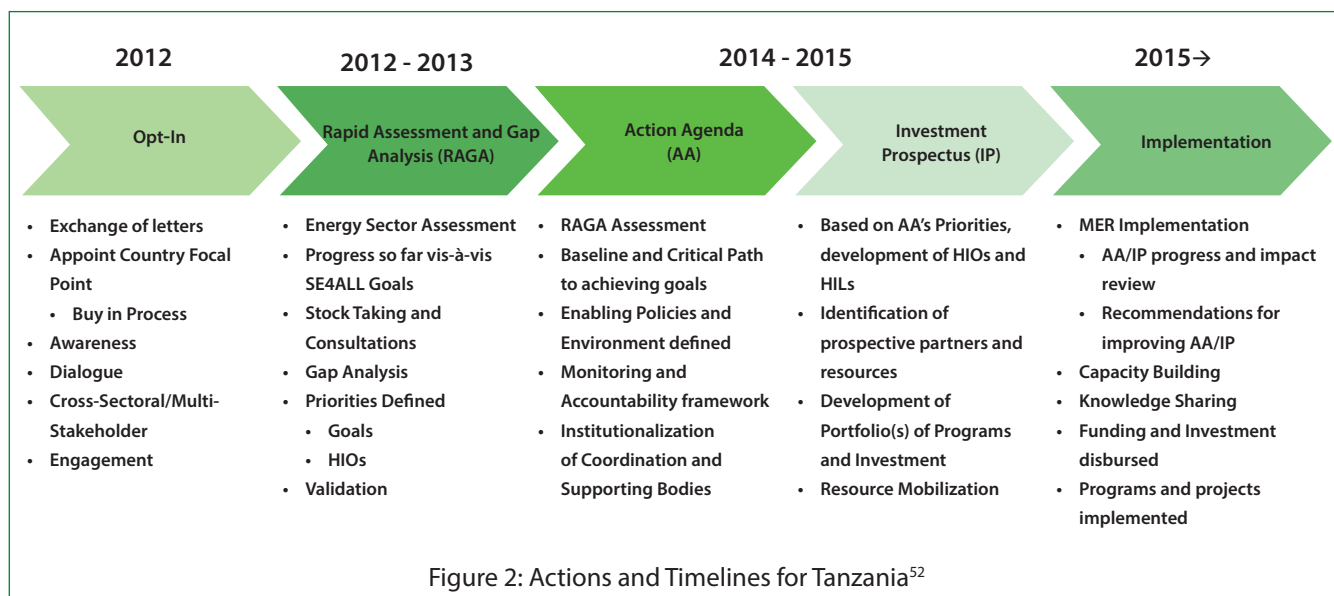 2012
2012 - 2013
2014 - 2015
2015→
Opt-In
Rapid Assessment and Gap
Analysis (RAGA)
Action Agenda
(AA)
Investment
Prospectus (IP)
Implementation
• Exchange of letters
• Appoint Country Focal
Point
• Buy in Process
• Awareness
• Dialogue
• Cross-Sectoral/Multi-
Stakeholder
• Engagement
• Energy Sector Assessment
• Progress so far vis-à-vis
SE4ALL Goals
• Stock Taking and
Consultations
• Gap Analysis
• Priorities Defined
• Goals
• HIOs
• Validation
• RAGA Assessment
• Baseline and Critical Path
to achieving goals
• Enabling Policies and
Environment defined
• Monitoring and
Accountability framework
• Institutionalization
of Coordination and
Supporting Bodies
• Based on AA’s Priorities,
development of HIOs and
HILs
• Identification of
prospective partners and
resources
• Development of
Portfolio(s) of Programs
and Investment
• Resource Mobilization
• MER Implementation
• AA/IP progress and impact
review
• Recommendations for
improving AA/IP
• Capacity Building
• Knowledge Sharing
• Funding and Investment
disbursed
• Programs and projects
implemented
Figure 2: Actions and Timelines for Tanzania⁵²